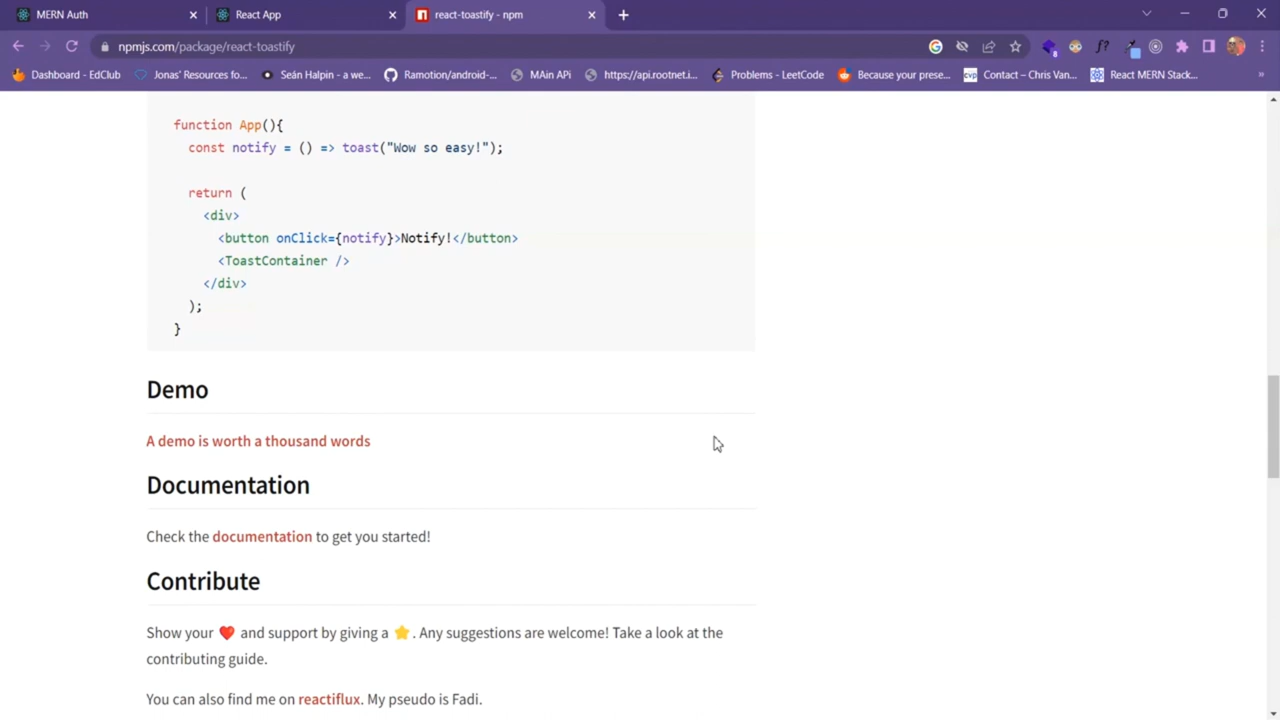 MERN Auth
React App
react-toastify - npm
npmjs.com/package/react-toastify
Dashboard - EdClub
Jonas' Resources fo...
Seán Halpin - a we...
Ramotion/android-...
MAin APi
https://api.rootnet.i...
Problems - LeetCode
Because your prese...
Contact – Chris Van...
React MERN Stack...
function App(){
const notify = () => toast("Wow so easy!");
return (
<div>
<button onClick={notify}>Notify!</button>
<ToastContainer />
</div>
);
}
Demo
A demo is worth a thousand words
Documentation
Check the documentation to get you started!
Contribute
Show your ❤️ and support by giving a ⭐. Any suggestions are welcome! Take a look at the
contributing guide.
You can also find me on reactiflux. My pseudo is Fadi.